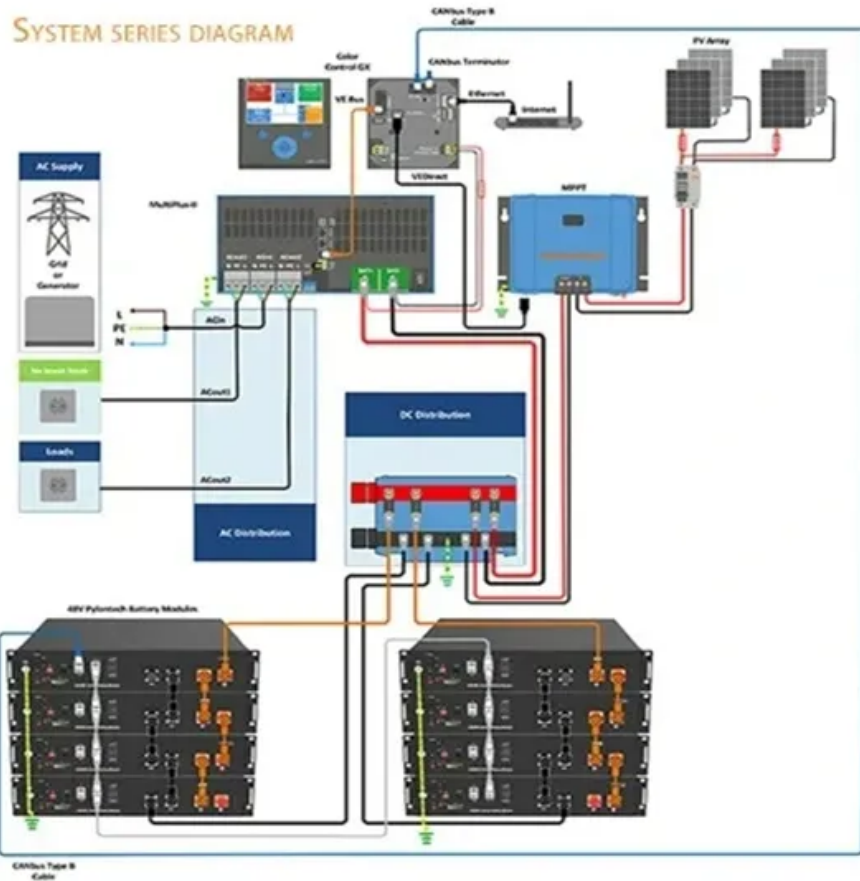 SYSTEM SERIES DIAGRAM
CANbus Type B
Cable
Color
Control GX
CANbus Terminator
PV Array
VE Bus
Ethernet
Internet
AC Supply
VEDirect
MPPT
MultiPlus-II
Grid
or
Generator
L
PE
N
ACin
ACout1
Loads
DC Distribution
ACout2
AC Distribution
48V Pylontech Battery Modules
CANbus Type B
Cable